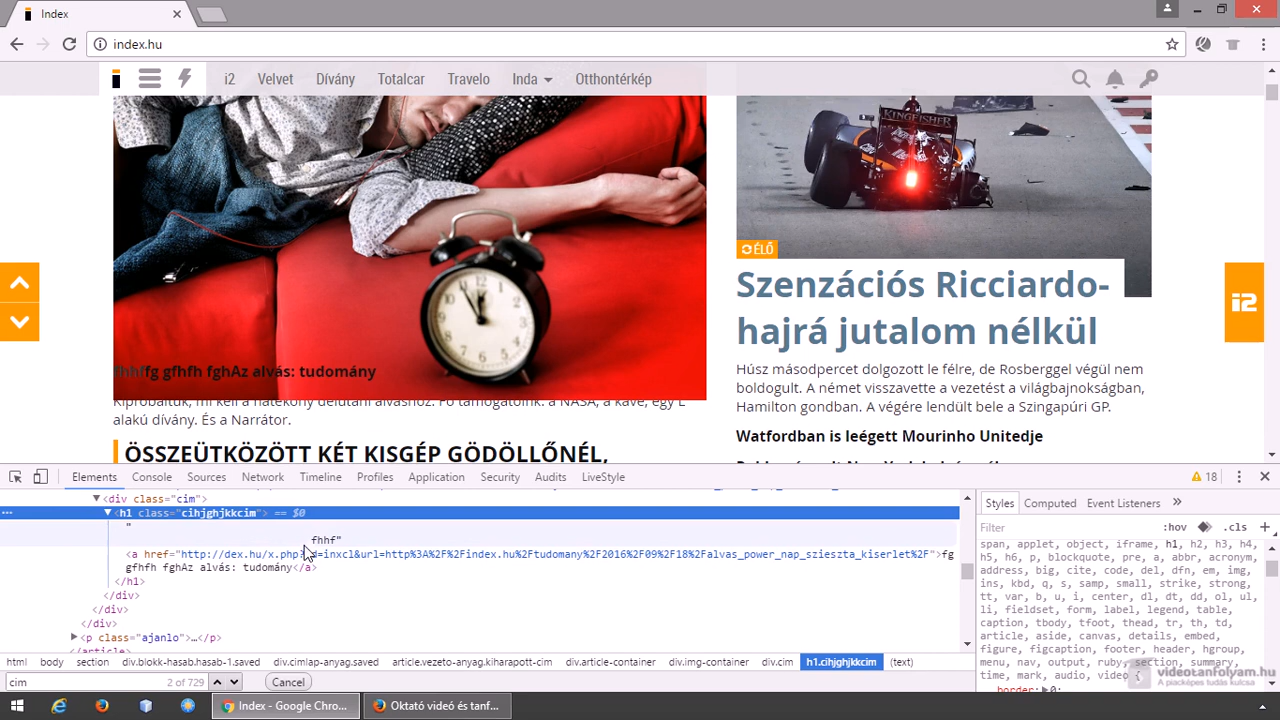 Index
index.hu
i2 Velvet Dívány Totalcar Travelo Inda Otthontérkép
KINGFISHER
fhhffg gfhfh fghAz alvás: tudomány
Kipróbáltuk, mi kell a hatékony délutáni alváshoz. Fő támogatóink: a NASA, a kávé, egy L
alakú dívány. És a Narrátor.
ÖSSZEÜTKÖZÖTT KÉT KISGÉP GÖDÖLLŐNÉL,
ÉLŐ
Szenzációs Ricciardo-
hajrá jutalom nélkül
Húsz másodpercet dolgozott le félre, de Rosberggel végül nem
boldogult. A német visszavette a vezetést a világbajnokságban,
Hamilton gondban. A végére lendült bele a Szingapúri GP.
Watfordban is leégett Mourinho Unitedje
i2
Elements Console Sources Network Timeline Profiles Application Security Audits LiveStyle 18
▼<div class="cim">
▼<h1 class="cihjghjkkcim"> == $0
"
fhhf"
<a href="http://dex.hu/x.php?id=inxcl&url=http%3A%2F%2Findex.hu%2Ftudomany%2F2016%2F09%2F18%2Falvas_power_nap_szieszta_kiserlet%2F">fg
gfhfh fghAz alvás: tudomány</a>
</h1>
</div>
</div>
</div>
▶<p class="ajanlo">…</p>
</article>
Styles Computed Event Listeners »
Filter :hov .cls +
span, applet, object, iframe, h1, h2, h3, h4,
h5, h6, p, blockquote, pre, a, abbr, acronym,
address, big, cite, code, del, dfn, em, img,
ins, kbd, q, s, samp, small, strike, strong,
tt, var, b, u, i, center, dl, dt, dd, ol, ul,
li, fieldset, form, label, legend, table,
caption, tbody, tfoot, thead, tr, th, td,
article, aside, canvas, details, embed,
figure, figcaption, footer, header, hgroup,
menu, nav, output, ruby, section, summary,
time, mark, audio, video {
border:▶0;
html body section div.blokk-hasab.hasab-1.saved div.cimlap-anyag.saved article.vezeto-anyag.kiharapott-cim div.article-container div.img-container div.cim h1.cihjghjkkcim (text)
cim 2 of 729 Cancel
videotanfolyam.hu
A piacképes tudás kulcsa
Index - Google Chro... Oktató videó és tanf...